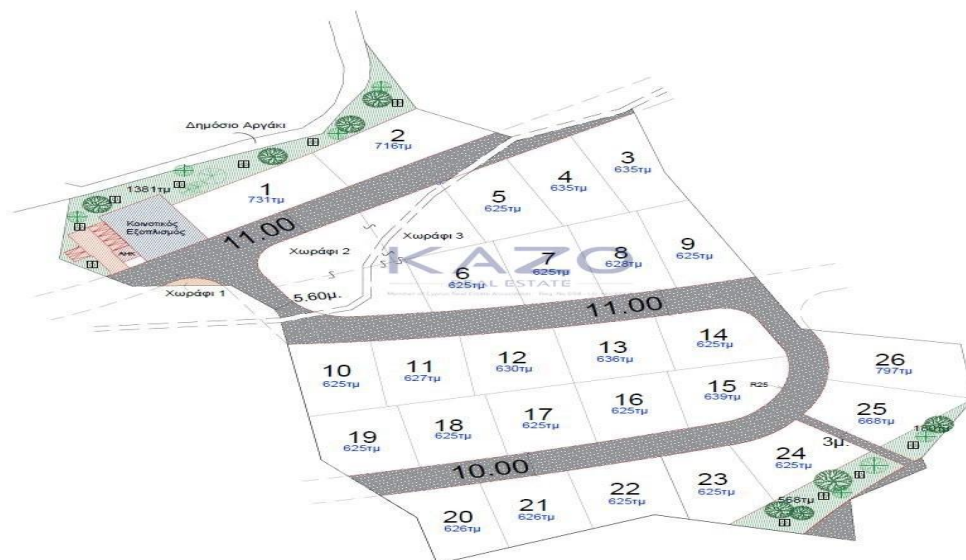 Δημόσιο Αργάκι
2
716τμ
1381τμ
1
731τμ
Κοινοτικός
Εξοπλισμός
ΑΗΚ
11.00
3
635τμ
4
635τμ
5
625τμ
Χωράφι 2
Χωράφι 3
KAZO
REAL ESTATE
6
625τμ
7
625τμ
8
628τμ
9
625τμ
Χωράφι 1
5.60μ.
11.00
10
625τμ
11
627τμ
12
630τμ
13
636τμ
14
625τμ
15
639τμ
R25
16
625τμ
17
625τμ
18
625τμ
19
625τμ
26
797τμ
25
668τμ
3μ.
24
625τμ
568τμ
10.00
20
626τμ
21
626τμ
22
625τμ
23
625τμ